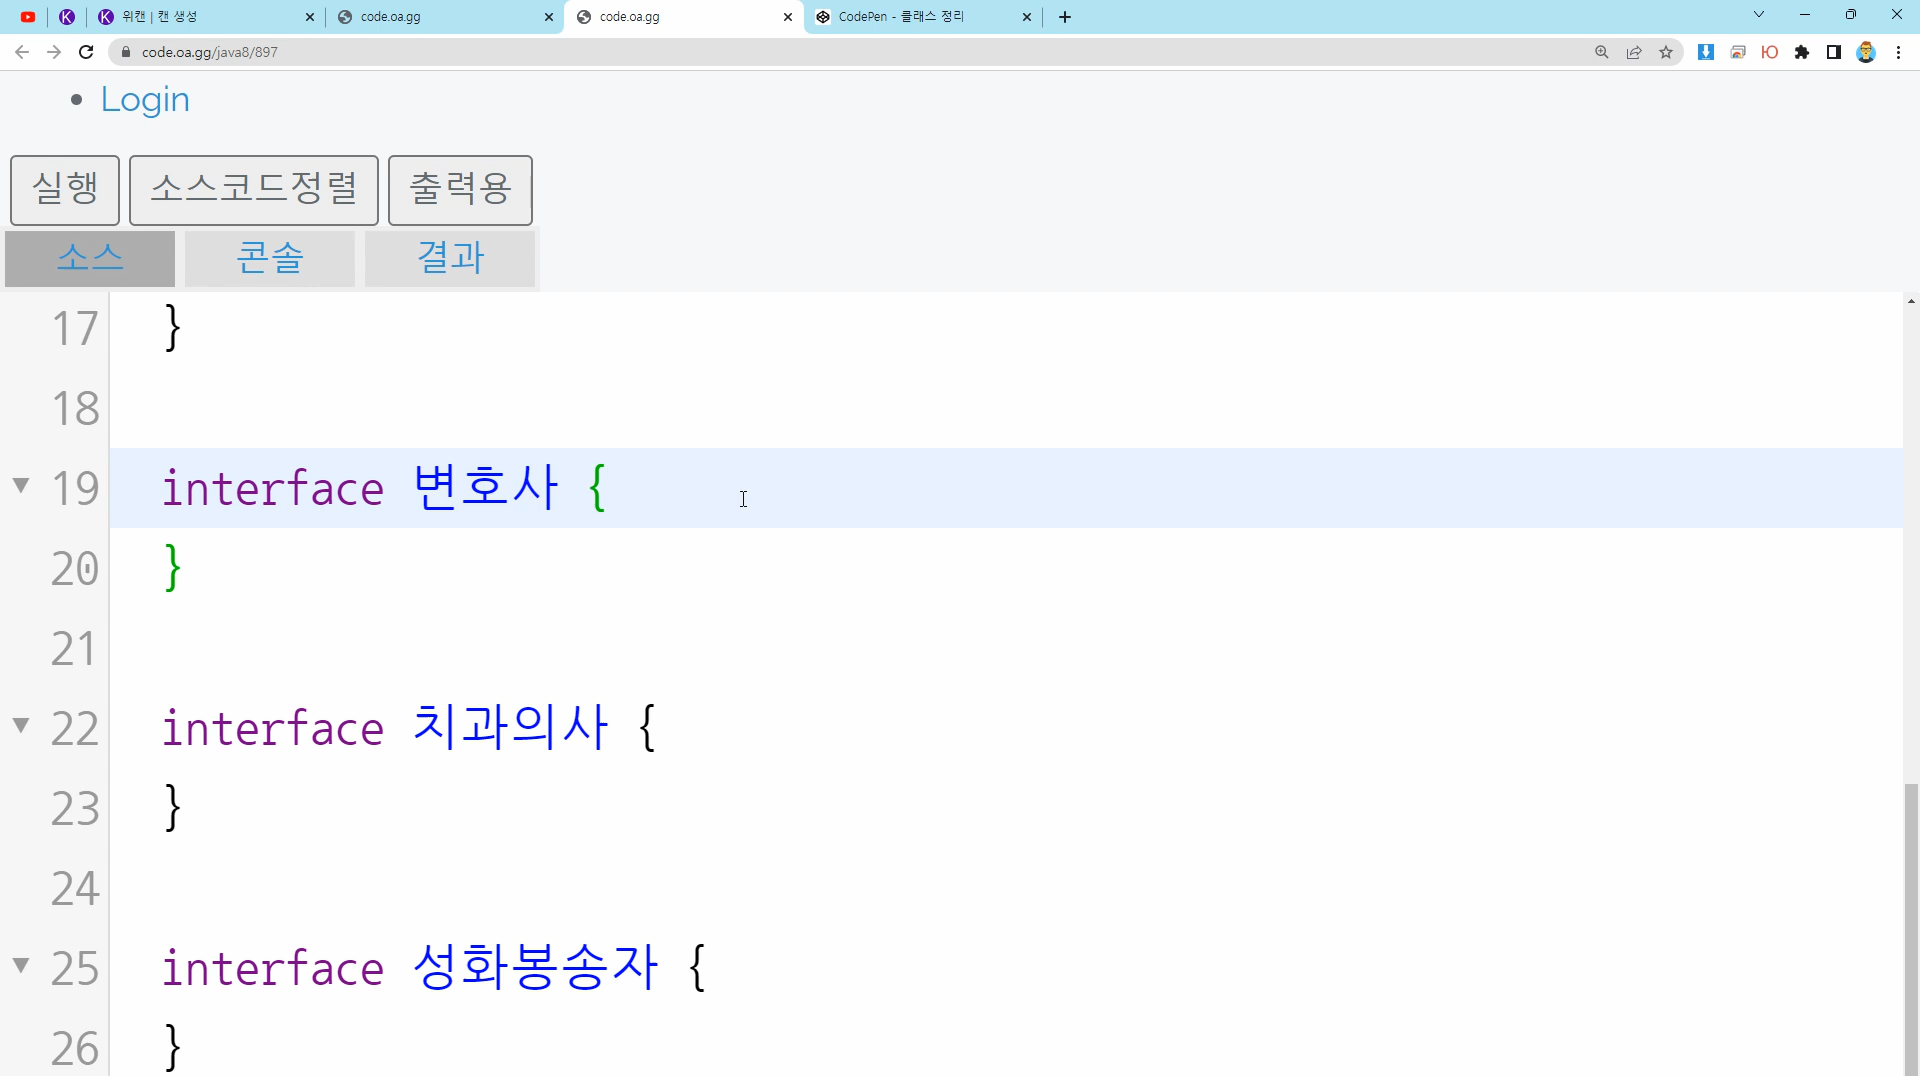 위캔 | 캔 생성
code.oa.gg
code.oa.gg
CodePen - 클래스 정리
code.oa.gg/java8/897
Login
실행 소스코드정렬 출력용
소스 콘솔 결과
17 }
18
19 interface 변호사 {
20 }
21
22 interface 치과의사 {
23 }
24
25 interface 성화봉송자 {
26 }